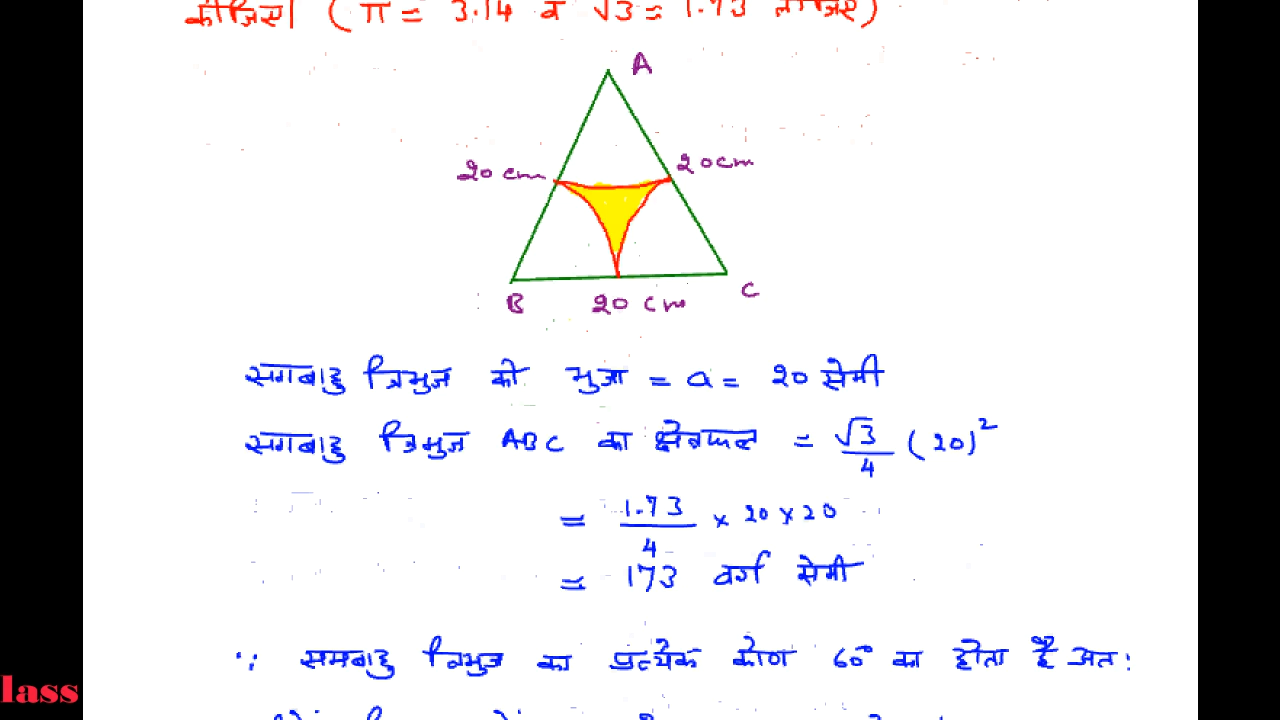 कीजिए। ( π = 3.14 व √3 = 1.73 लीजिए)
A
20 cm
20cm
B
C
20 cm
समबाहु त्रिभुज की भुजा = a = 20 सेमी
समबाहु त्रिभुज ABC का क्षेत्रफल = √3/4 (20)²
= 1.73/4 × 20 × 20
= 173 वर्ग सेमी
∵ समबाहु त्रिभुज का प्रत्येक कोण 60° का होता है अत:
lass